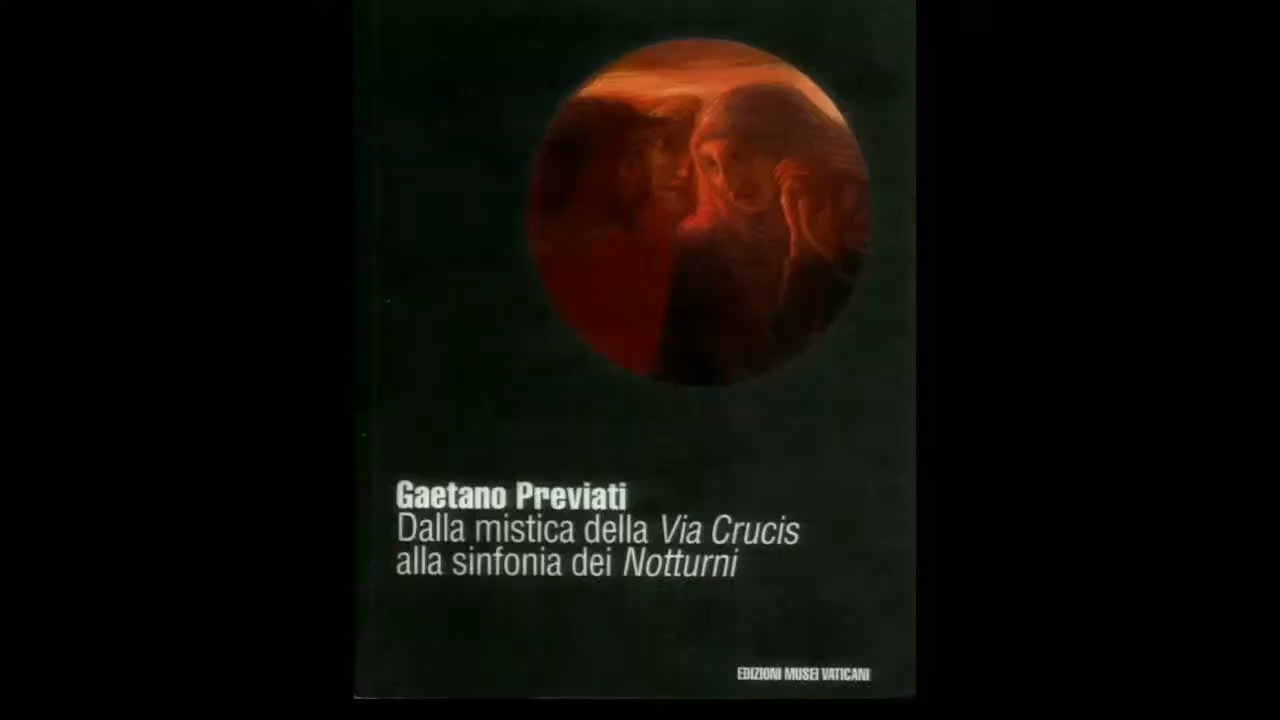 Gaetano Previati
Dalla mistica della Via Crucis
alla sinfonia dei Notturni
EDIZIONI MUSEI VATICANI